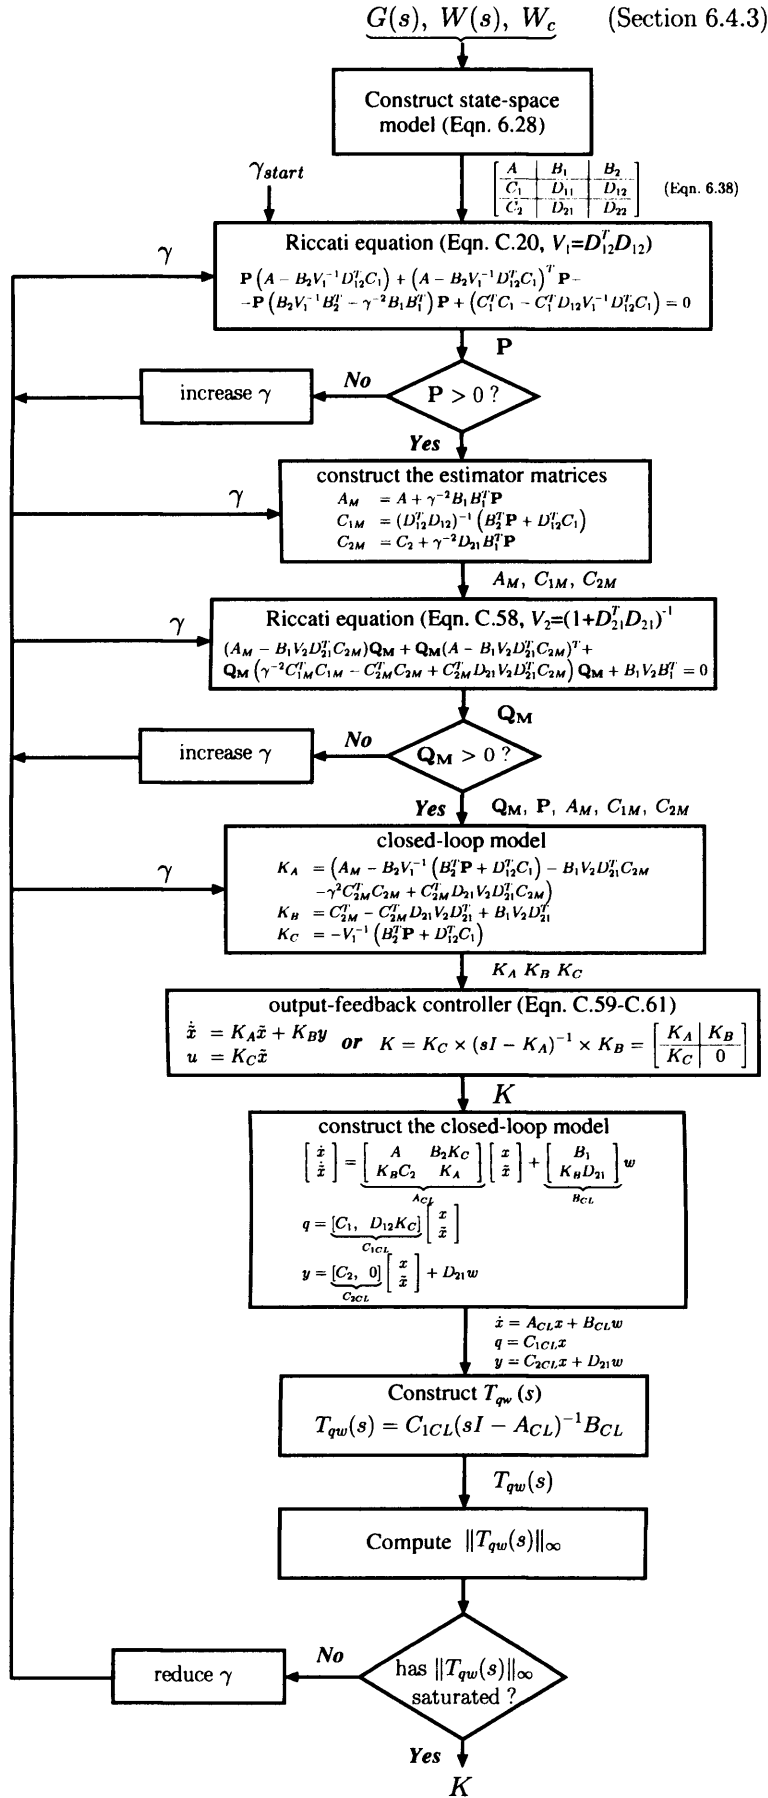 G(s), W(s), W_c (Section 6.4.3)
Construct state-space
model (Eqn. 6.28)
γ_start
[ A | B_1 | B_2
C_1 | D_11 | D_12
C_2 | D_21 | D_22 ] (Eqn. 6.38)
Riccati equation (Eqn. C.20, V_1=D_12^T D_12)
γ
P (A − B_2V_1^{-1}D_12^T C_1) + (A − B_2V_1^{-1}D_12^T C_1)^T P−
−P (B_2V_1^{-1}B_2^T − γ^{-2}B_1B_1^T) P + (C_1^T C_1 − C_1^T D_12V_1^{-1}D_12^T C_1) = 0
P
increase γ
No
P > 0 ?
Yes
construct the estimator matrices
A_M = A + γ^{-2}B_1B_1^T P
γ
C_1M = (D_12^T D_12)^{-1} (B_2^T P + D_12^T C_1)
C_2M = C_2 + γ^{-2}D_21B_1^T P
A_M, C_1M, C_2M
Riccati equation (Eqn. C.58, V_2=(1+D_21^T D_21)^{-1}
γ
(A_M − B_1V_2D_21^T C_2M)Q_M + Q_M(A − B_1V_2D_21^T C_2M)^T+
Q_M (γ^{-2}C_1M^T C_1M − C_2M^T C_2M + C_2M^T D_21V_2D_21^T C_2M) Q_M + B_1V_2B_1^T = 0
Q_M
increase γ
No
Q_M > 0 ?
Yes
Q_M, P, A_M, C_1M, C_2M
closed-loop model
K_A = (A_M − B_2V_1^{-1} (B_2^T P + D_12^T C_1) − B_1V_2D_21^T C_2M
γ
−γ^2C_2M^T C_2M + C_2M^T D_21V_2D_21^T C_2M)
K_B = C_2M^T − C_2M^T D_21V_2D_21^T + B_1V_2D_21^T
K_C = −V_1^{-1} (B_2^T P + D_12^T C_1)
K_A K_B K_C
output-feedback controller (Eqn. C.59-C.61)
x̃̇ = K_A x̃ + K_B y
u = K_C x̃
or K = K_C × (sI − K_A)^{-1} × K_B = [ K_A | K_B
K_C | 0 ]
K
construct the closed-loop model
[ ẋ
x̃̇ ] = [ A B_2K_C
K_BC_2 K_A ] [ x
x̃ ] + [ B_1
K_BD_21 ] w
A_CL B_CL
q = [C_1, D_12K_C] [ x
x̃ ]
C_1CL
y = [C_2, 0] [ x
x̃ ] + D_21w
C_2CL
ẋ = A_CLx + B_CLw
q = C_1CLx
y = C_2CLx + D_21w
Construct T_qw (s)
T_qw(s) = C_1CL(sI − A_CL)^{-1}B_CL
T_qw(s)
Compute ||T_qw(s)||_∞
reduce γ
No
has ||T_qw(s)||_∞
saturated ?
Yes
K